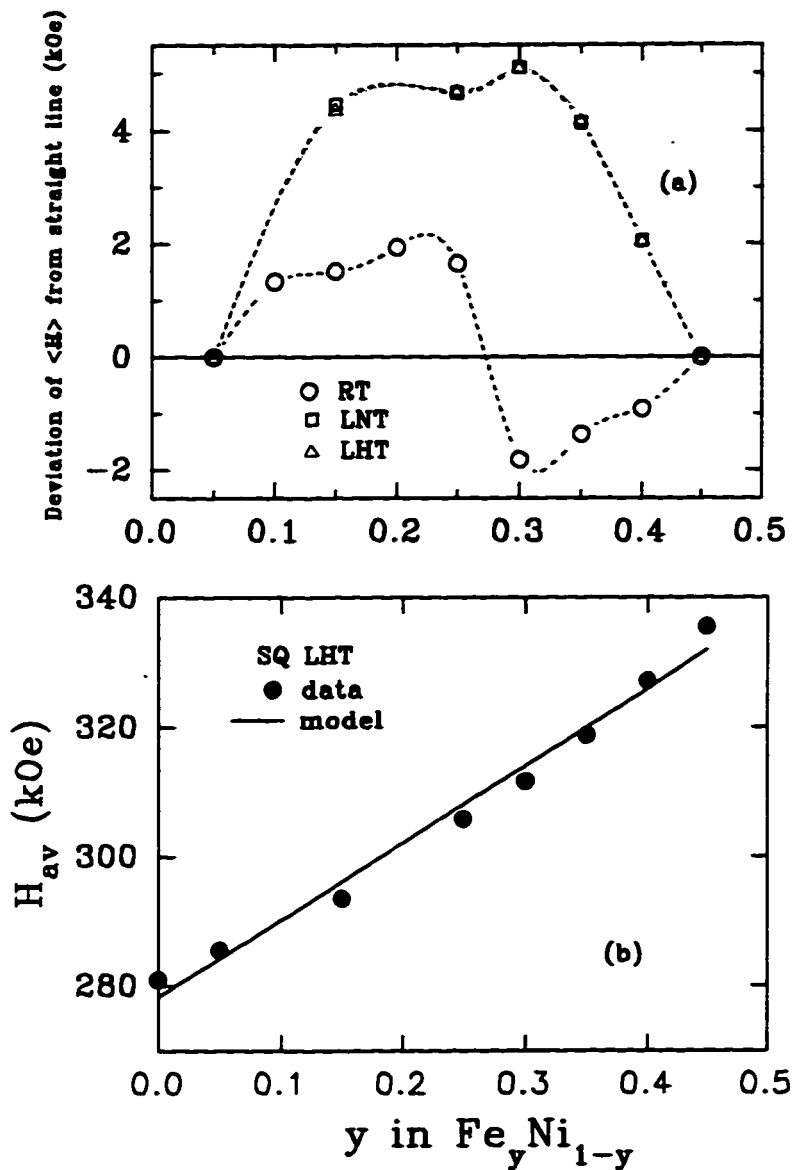 Deviation of <H> from straight line (kOe)
4
2
0
−2
(a)
○ RT
□ LNT
△ LHT
0.0 0.1 0.2 0.3 0.4 0.5
340
320
300
280
H_av (kOe)
SQ LHT
● data
— model
(b)
0.0 0.1 0.2 0.3 0.4 0.5
y in Fe_yNi_{1−y}